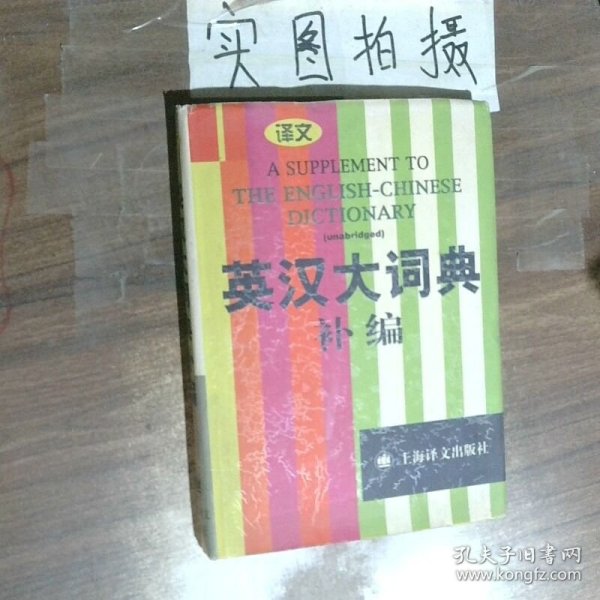 实图拍摄
译文
A SUPPLEMENT TO
THE ENGLISH-CHINESE
DICTIONARY
(unabridged)
英汉大词典
补编
上海译文出版社
孔夫子旧书网
www.kongfz.com